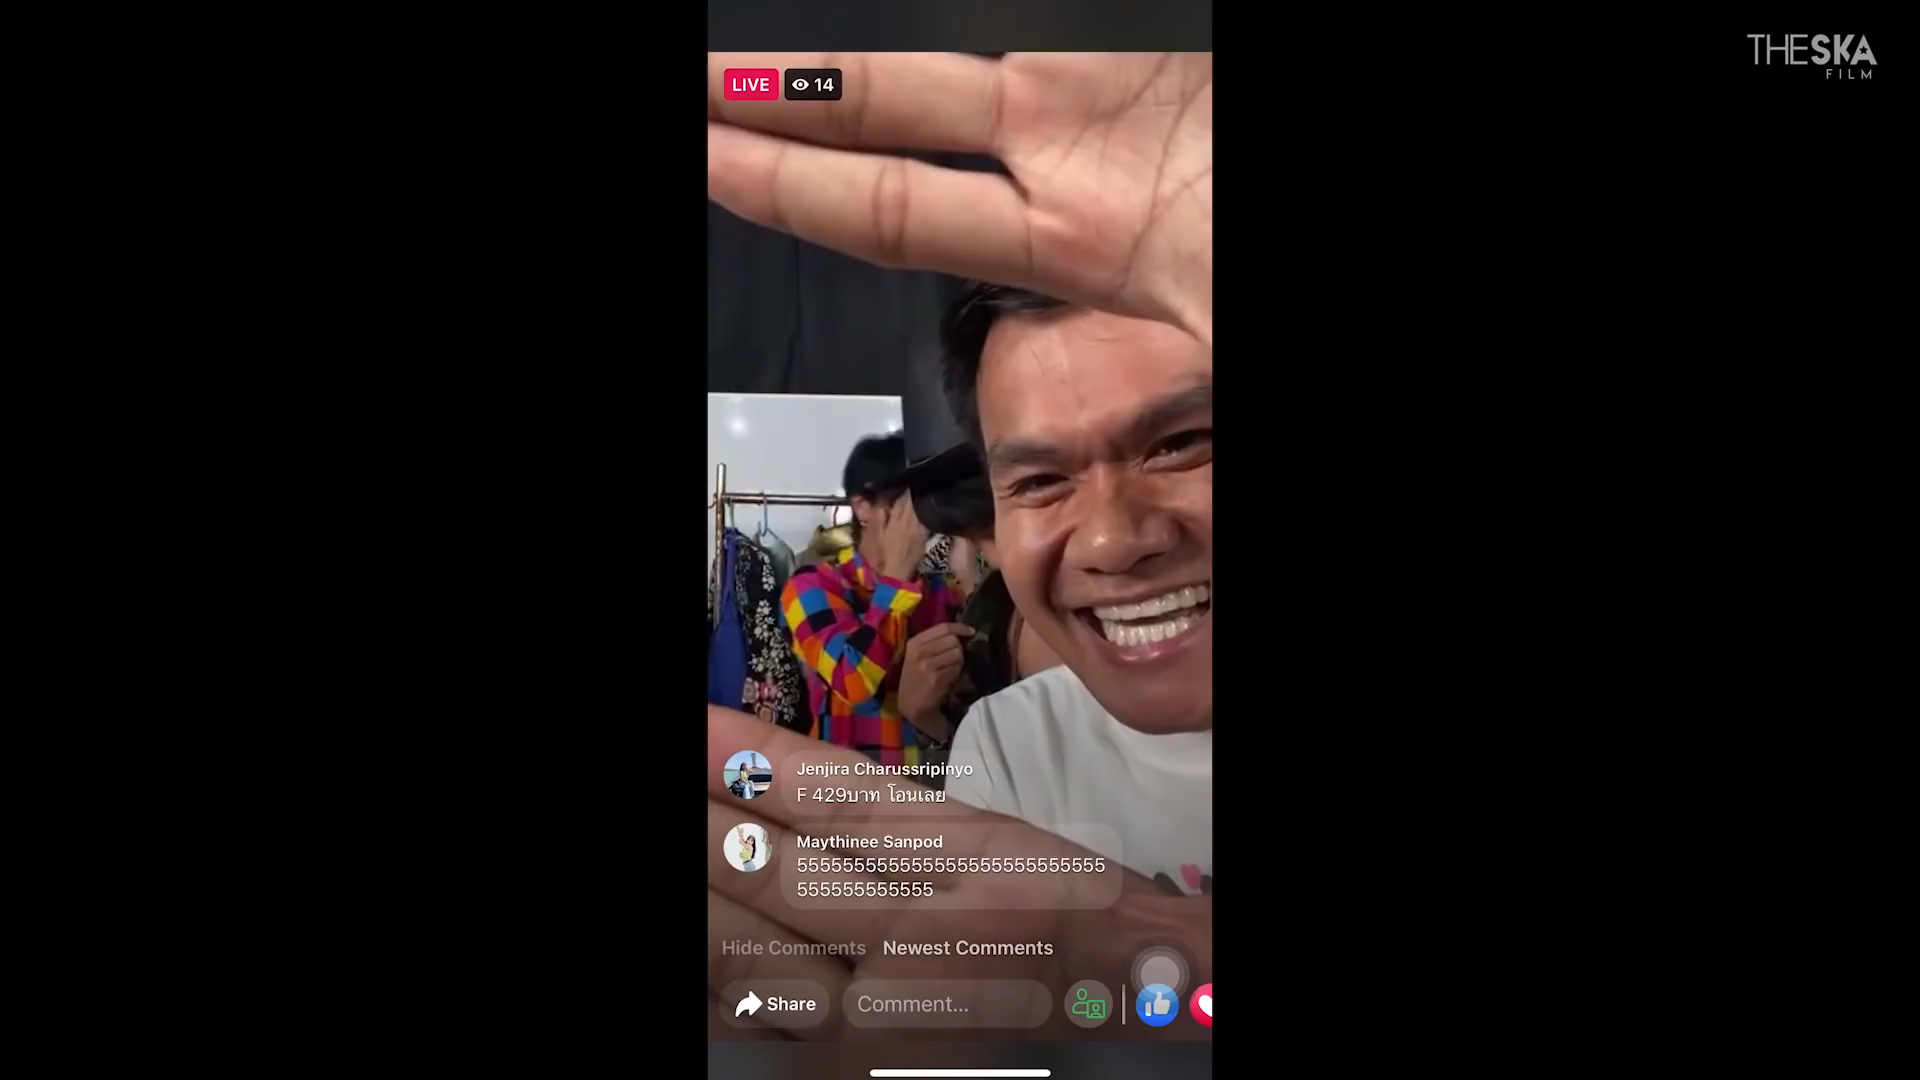 THESKA
FILM
LIVE
14
Jenjira Charussripinyo
F 429บาท โอนเลย
Maythinee Sanpod
555555555555555555555555555
555555555555
Hide Comments Newest Comments
Share
Comment...